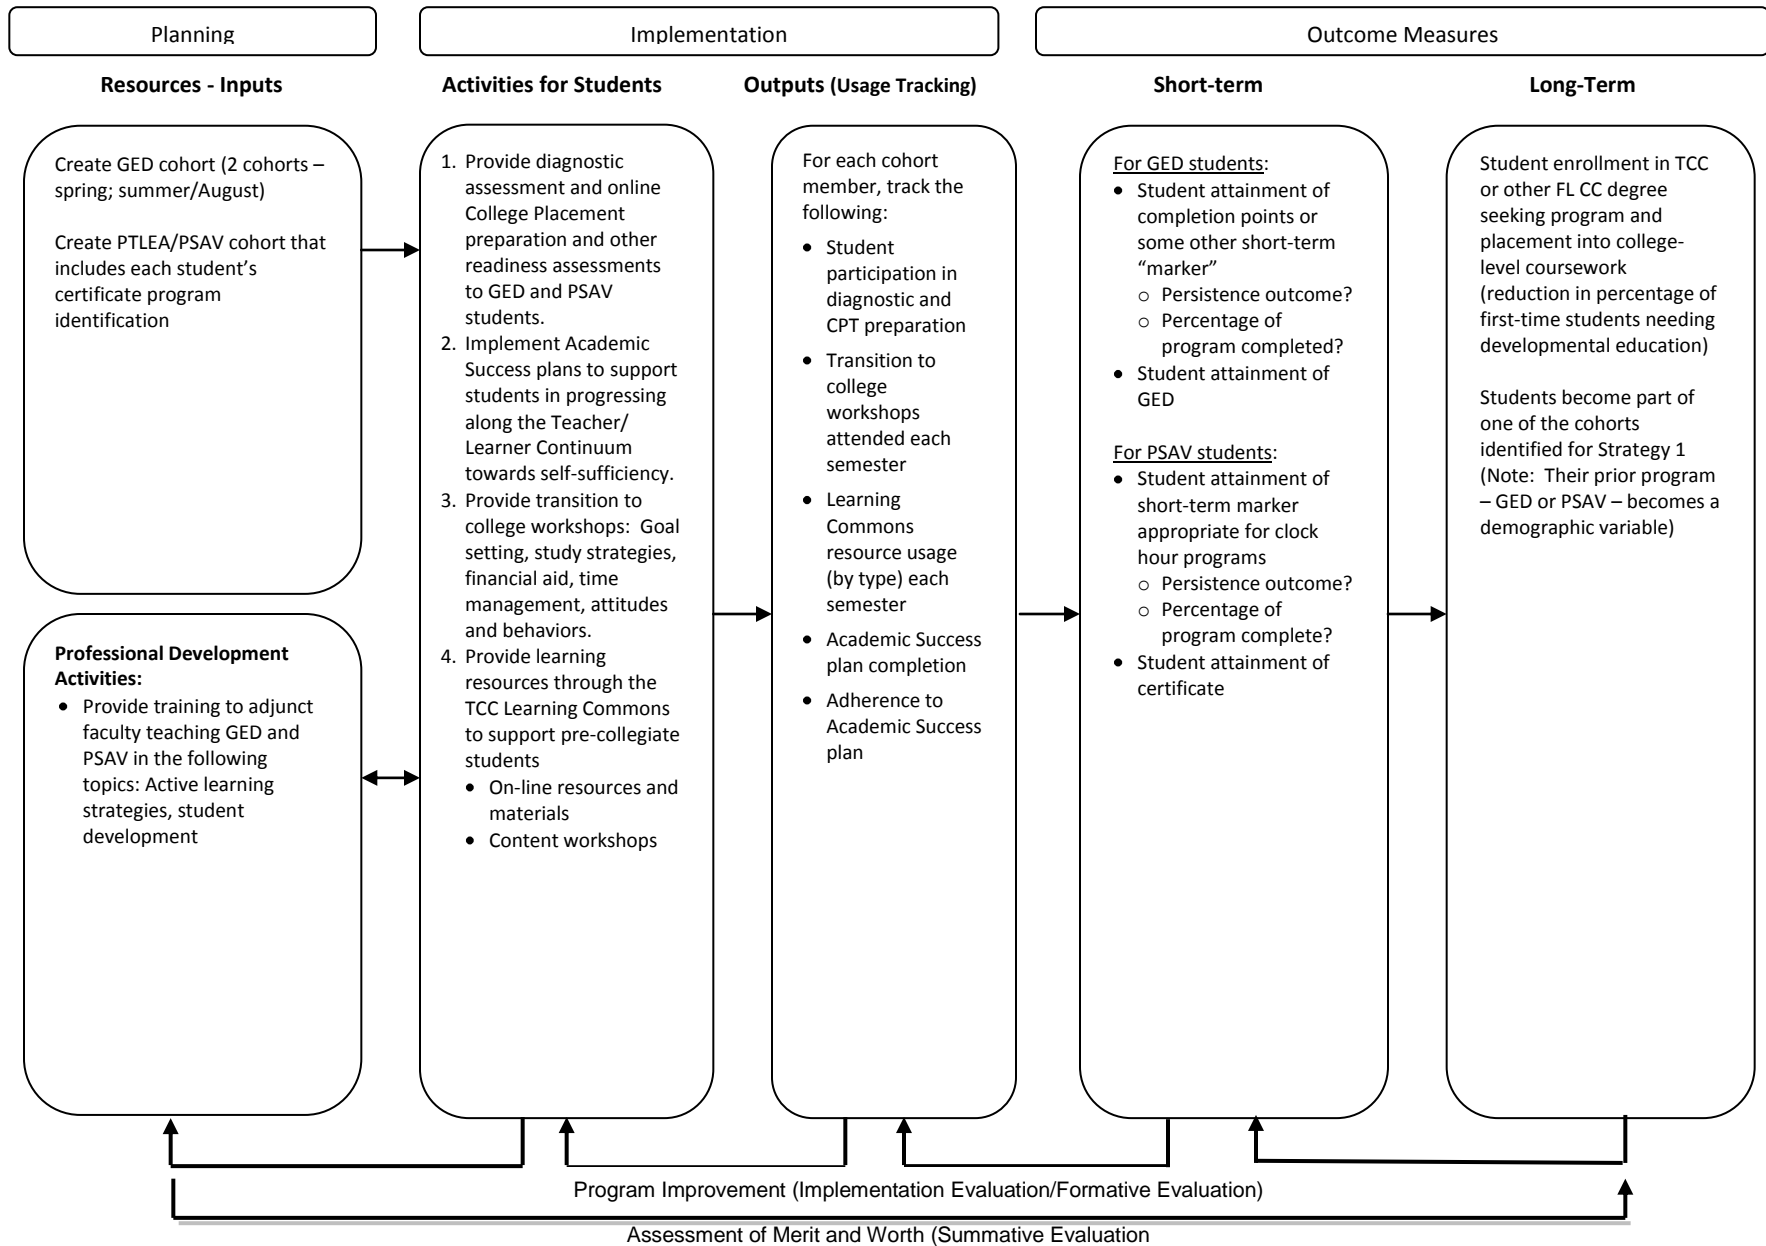 Planning
Implementation
Outcome Measures
Resources - Inputs
Activities for Students
Outputs (Usage Tracking)
Short-term
Long-Term
Create GED cohort (2 cohorts –
spring; summer/August)
Create PTLEA/PSAV cohort that
includes each student's
certificate program
identification
Professional Development
Activities:
• Provide training to adjunct
faculty teaching GED and
PSAV in the following
topics: Active learning
strategies, student
development
1. Provide diagnostic
assessment and online
College Placement
preparation and other
readiness assessments
to GED and PSAV
students.
2. Implement Academic
Success plans to support
students in progressing
along the Teacher/
Learner Continuum
towards self-sufficiency.
3. Provide transition to
college workshops: Goal
setting, study strategies,
financial aid, time
management, attitudes
and behaviors.
4. Provide learning
resources through the
TCC Learning Commons
to support pre-collegiate
students
• On-line resources and
materials
• Content workshops
For each cohort
member, track the
following:
• Student
participation in
diagnostic and
CPT preparation
• Transition to
college
workshops
attended each
semester
• Learning
Commons
resource usage
(by type) each
semester
• Academic Success
plan completion
• Adherence to
Academic Success
plan
For GED students:
• Student attainment of
completion points or
some other short-term
“marker”
o Persistence outcome?
o Percentage of
program completed?
• Student attainment of
GED
For PSAV students:
• Student attainment of
short-term marker
appropriate for clock
hour programs
o Persistence outcome?
o Percentage of
program complete?
• Student attainment of
certificate
Student enrollment in TCC
or other FL CC degree
seeking program and
placement into college-
level coursework
(reduction in percentage of
first-time students needing
developmental education)
Students become part of
one of the cohorts
identified for Strategy 1
(Note: Their prior program
– GED or PSAV – becomes a
demographic variable)
Program Improvement (Implementation Evaluation/Formative Evaluation)
Assessment of Merit and Worth (Summative Evaluation